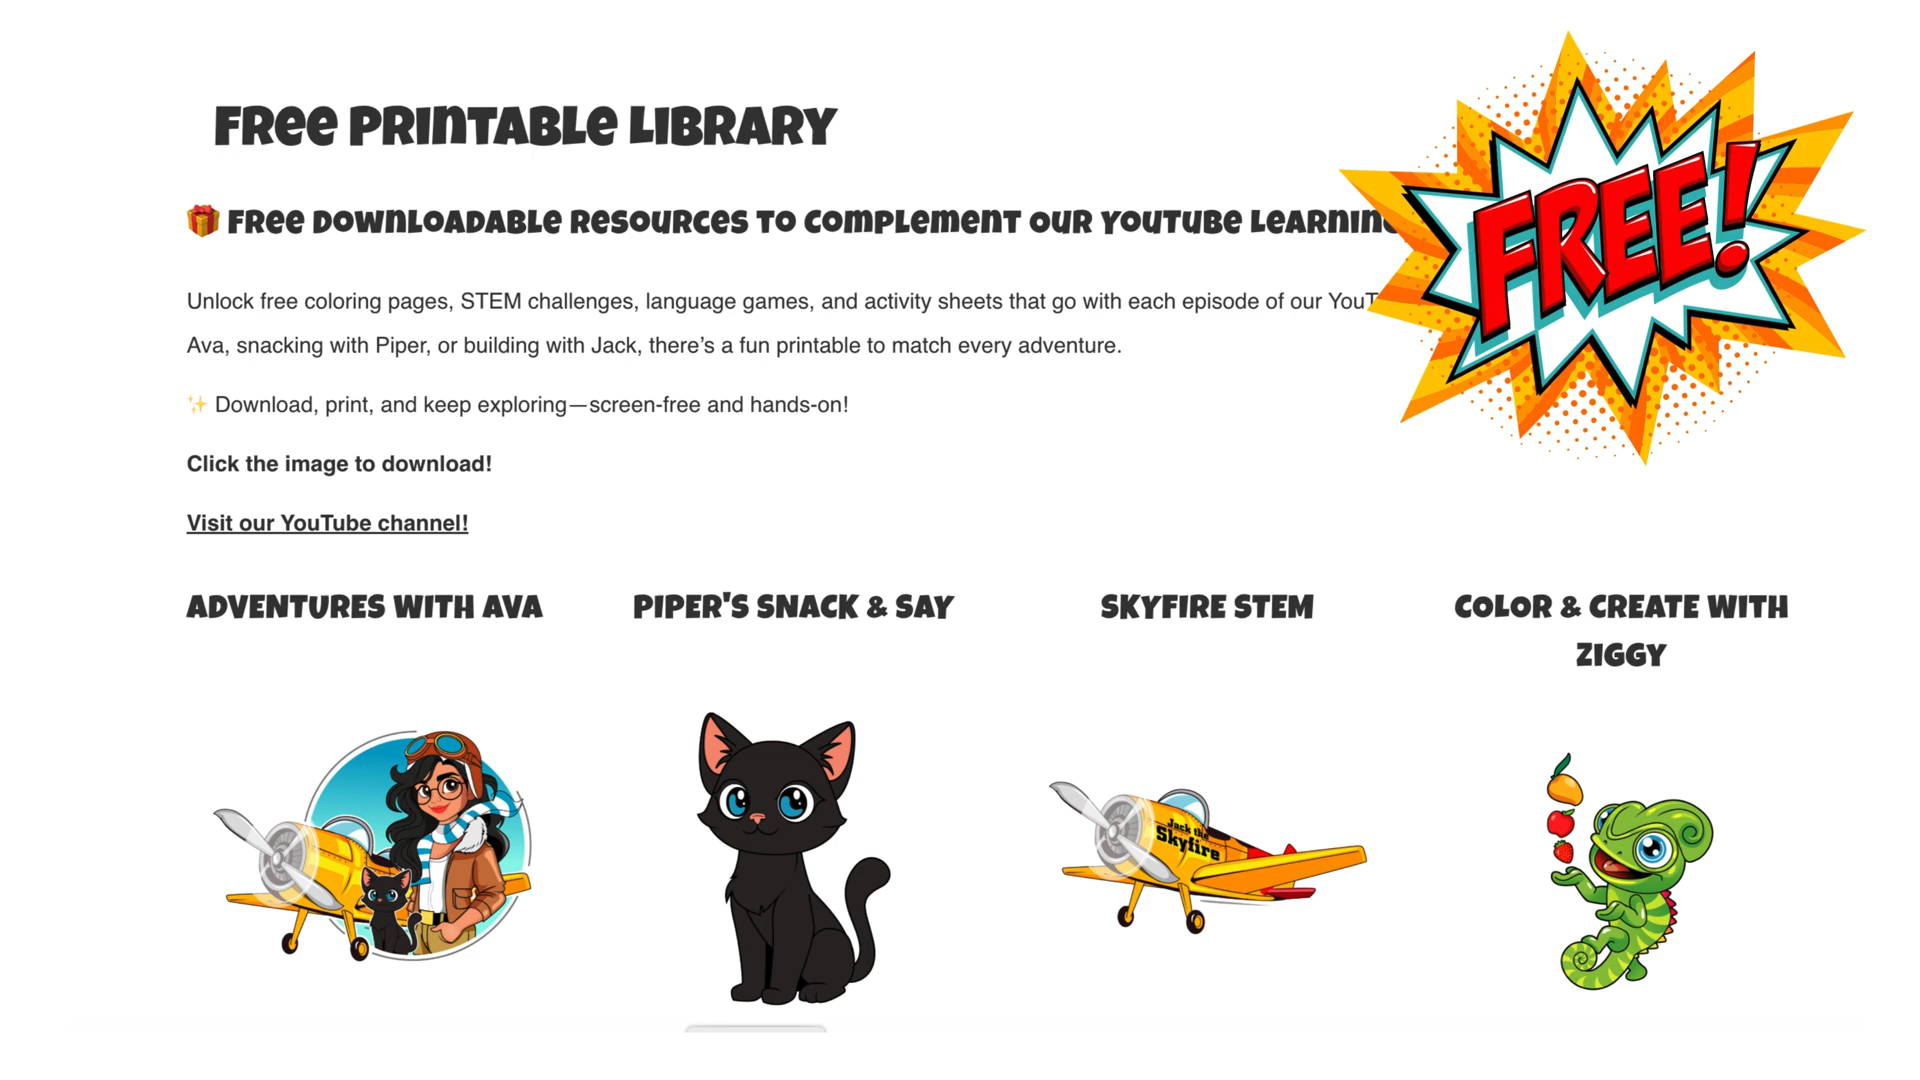 Free Printable Library
FREE!
🎁 Free Downloadable Resources to Complement Our YouTube Learning
Unlock free coloring pages, STEM challenges, language games, and activity sheets that go with each episode of our YouT
Ava, snacking with Piper, or building with Jack, there’s a fun printable to match every adventure.
✨ Download, print, and keep exploring—screen-free and hands-on!
Click the image to download!
Visit our YouTube channel!
ADVENTURES WITH AVA
PIPER'S SNACK & SAY
SKYFIRE STEM
COLOR & CREATE WITH
ZIGGY
Jack the
Skyfire